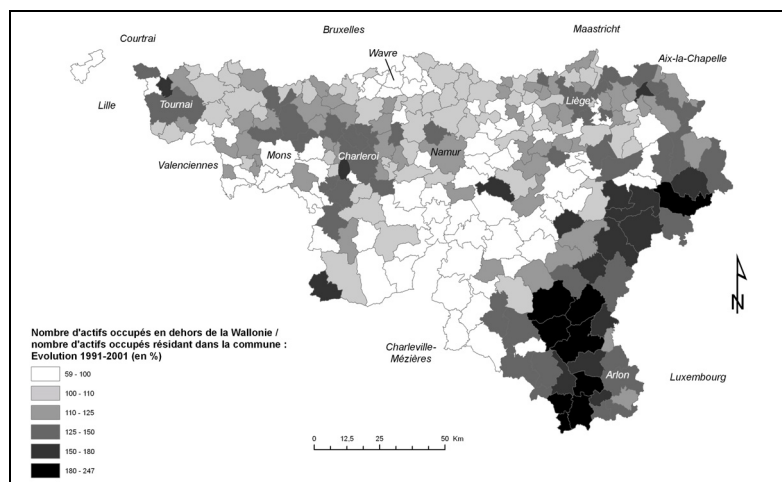 Courtrai
Bruxelles
Maastricht
Wavre
Aix-la-Chapelle
Lille
Tournai
Liège
Valenciennes
Mons
Charleroi
Namur
N
Nombre d'actifs occupés en dehors de la Wallonie /
nombre d'actifs occupés résidant dans la commune :
Evolution 1991-2001 (en %)
Charleville-
Mézières
Arlon
Luxembourg
59 - 100
100 - 110
110 - 125
125 - 150
150 - 180
180 - 247
0 12,5 25 50 Km